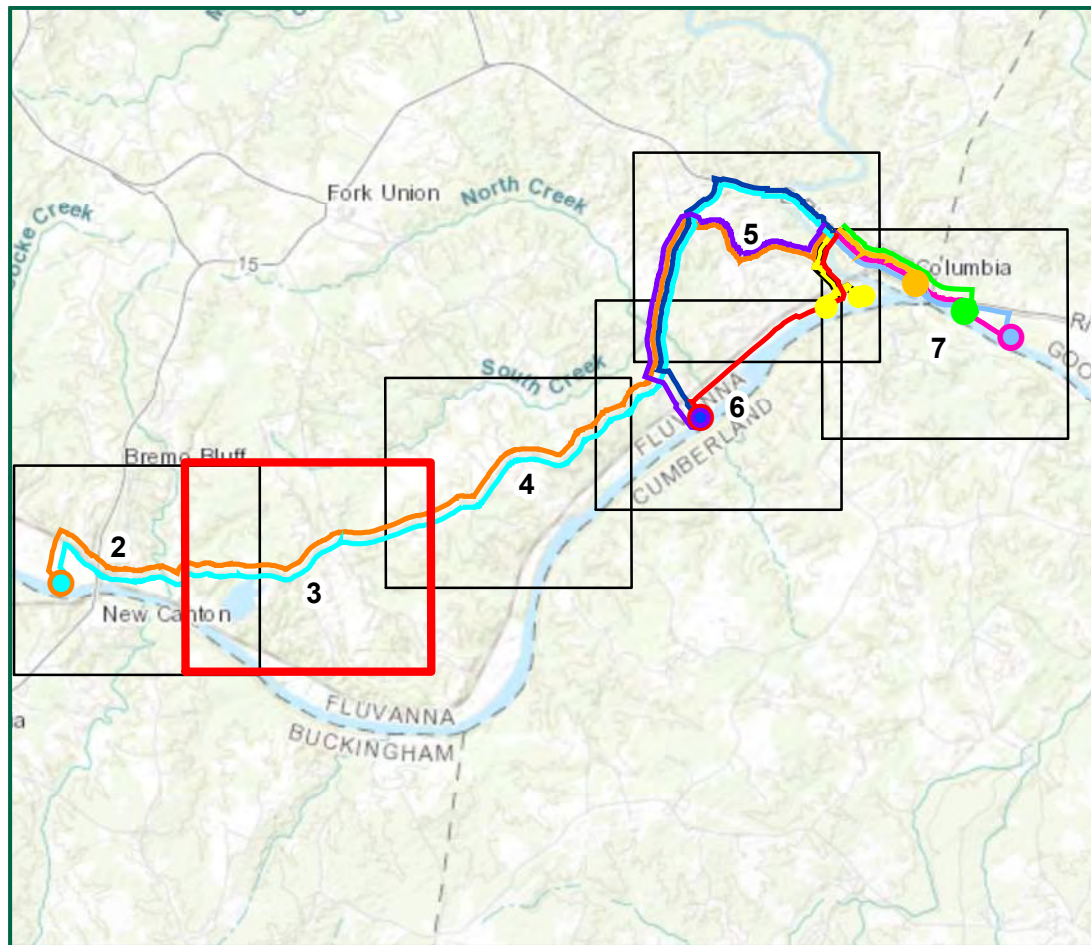 Fork Union
North Creek
Creek
15
5
Columbia
7
GOO
South Creek
6
FLUVANNA
CUMBERLAND
Bremo Bluff
4
2
3
New Canton
FLUVANNA
BUCKINGHAM
a